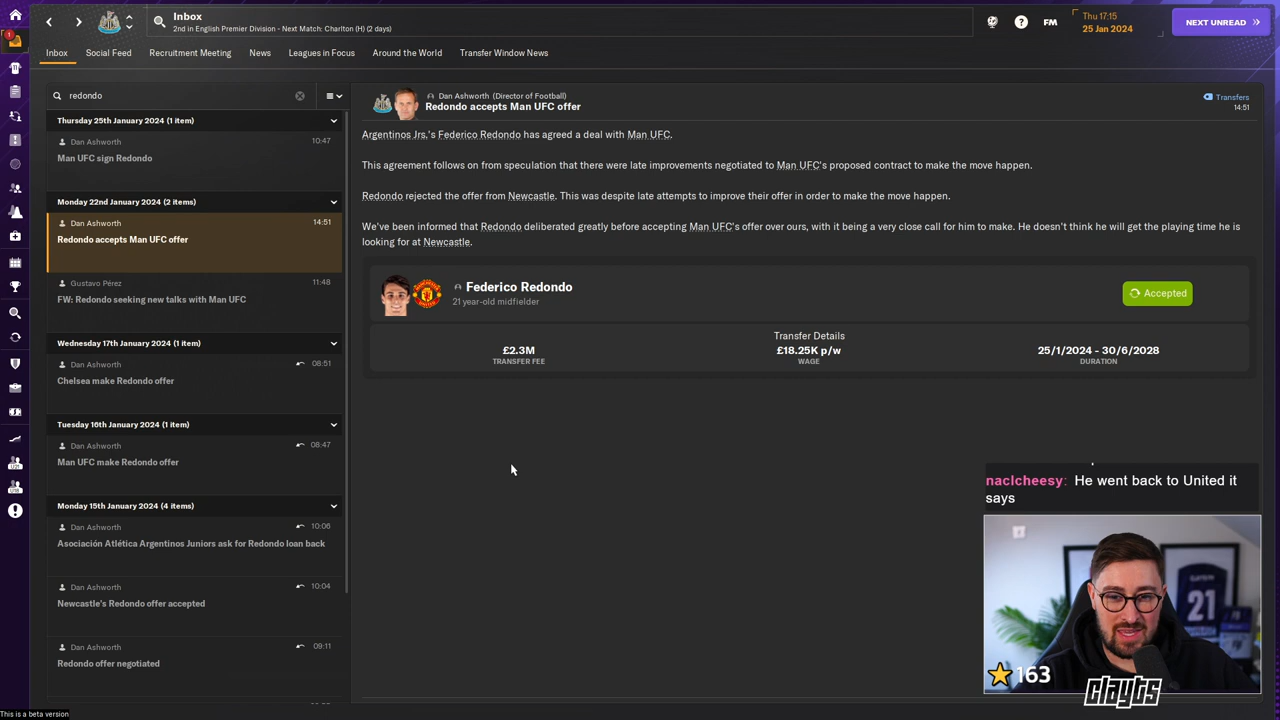 Inbox
2nd in English Premier Division - Next Match: Charlton (H) (2 days)
FM
Thu 17:15
25 Jan 2024
NEXT UNREAD
1
Inbox
Social Feed
Recruitment Meeting
News
Leagues in Focus
Around the World
Transfer Window News
redondo
Thursday 25th January 2024 (1 item)
Dan Ashworth
10:47
Man UFC sign Redondo
Monday 22nd January 2024 (2 items)
Dan Ashworth
14:51
Redondo accepts Man UFC offer
Gustavo Pérez
11:48
FW: Redondo seeking new talks with Man UFC
Wednesday 17th January 2024 (1 item)
Dan Ashworth
08:51
Chelsea make Redondo offer
Tuesday 16th January 2024 (1 item)
Dan Ashworth
08:47
Man UFC make Redondo offer
Monday 15th January 2024 (4 items)
Dan Ashworth
10:06
Asociación Atlética Argentinos Juniors ask for Redondo loan back
Dan Ashworth
10:04
Newcastle's Redondo offer accepted
Dan Ashworth
09:11
Redondo offer negotiated
Dan Ashworth (Director of Football)
Redondo accepts Man UFC offer
Transfers
14:51
Argentinos Jrs.'s Federico Redondo has agreed a deal with Man UFC.
This agreement follows on from speculation that there were late improvements negotiated to Man UFC's proposed contract to make the move happen.
Redondo rejected the offer from Newcastle. This was despite late attempts to improve their offer in order to make the move happen.
We've been informed that Redondo deliberated greatly before accepting Man UFC's offer over ours, with it being a very close call for him to make. He doesn't think he will get the playing time he is
looking for at Newcastle.
Federico Redondo
21 year-old midfielder
Accepted
Transfer Details
£2.3M
TRANSFER FEE
£18.25K p/w
WAGE
25/1/2024 - 30/6/2028
DURATION
naclcheesy: He went back to United it
says
21
163
clayts
This is a beta version